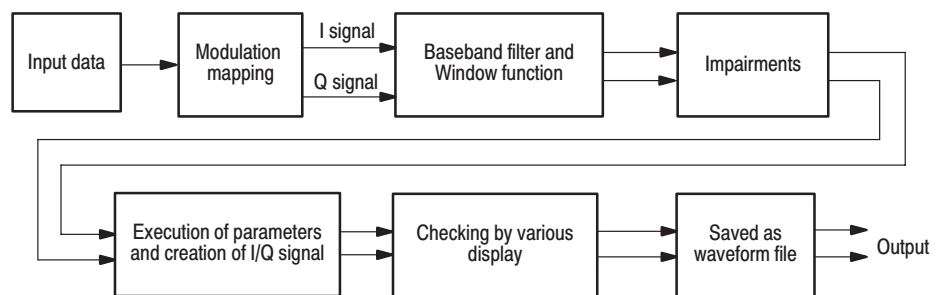 Input data
Modulation
mapping
I signal
Q signal
Baseband filter and
Window function
Impairments
Execution of parameters
and creation of I/Q signal
Checking by various
display
Saved as
waveform file
Output